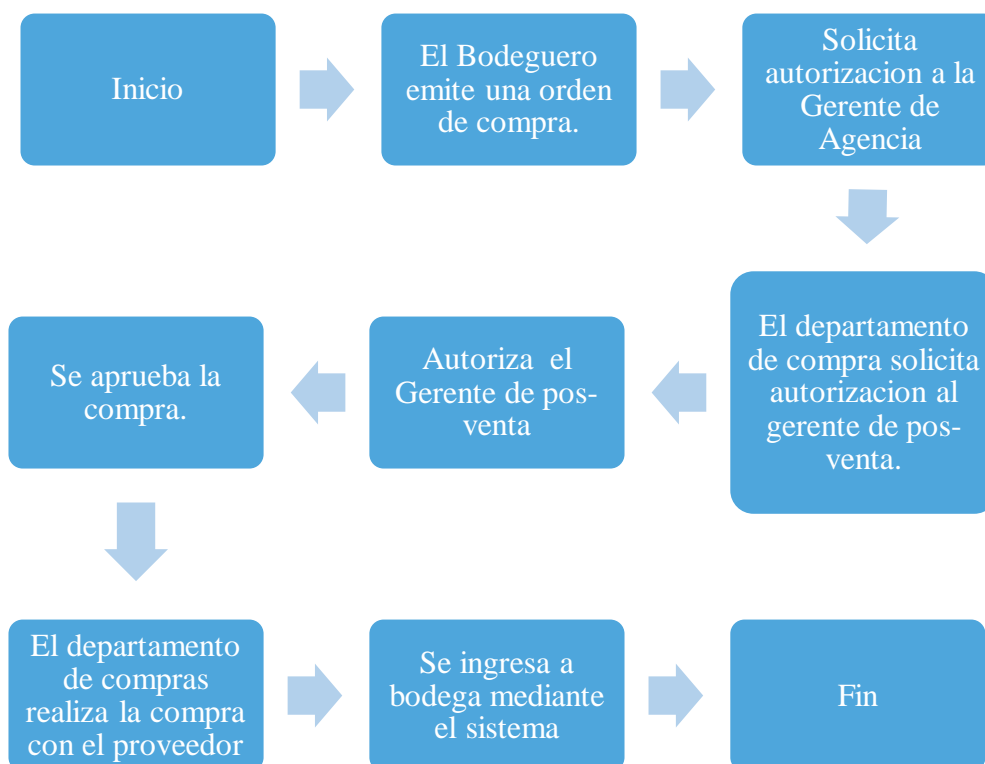 Inicio
El Bodeguero
emite una orden
de compra.
Solicita
autorizacion a la
Gerente de
Agencia
El departamento
de compra solicita
autorizacion al
gerente de pos-
venta.
Autoriza el
Gerente de pos-
venta
Se aprueba la
compra.
El departamento
de compras
realiza la compra
con el proveedor
Se ingresa a
bodega mediante
el sistema
Fin